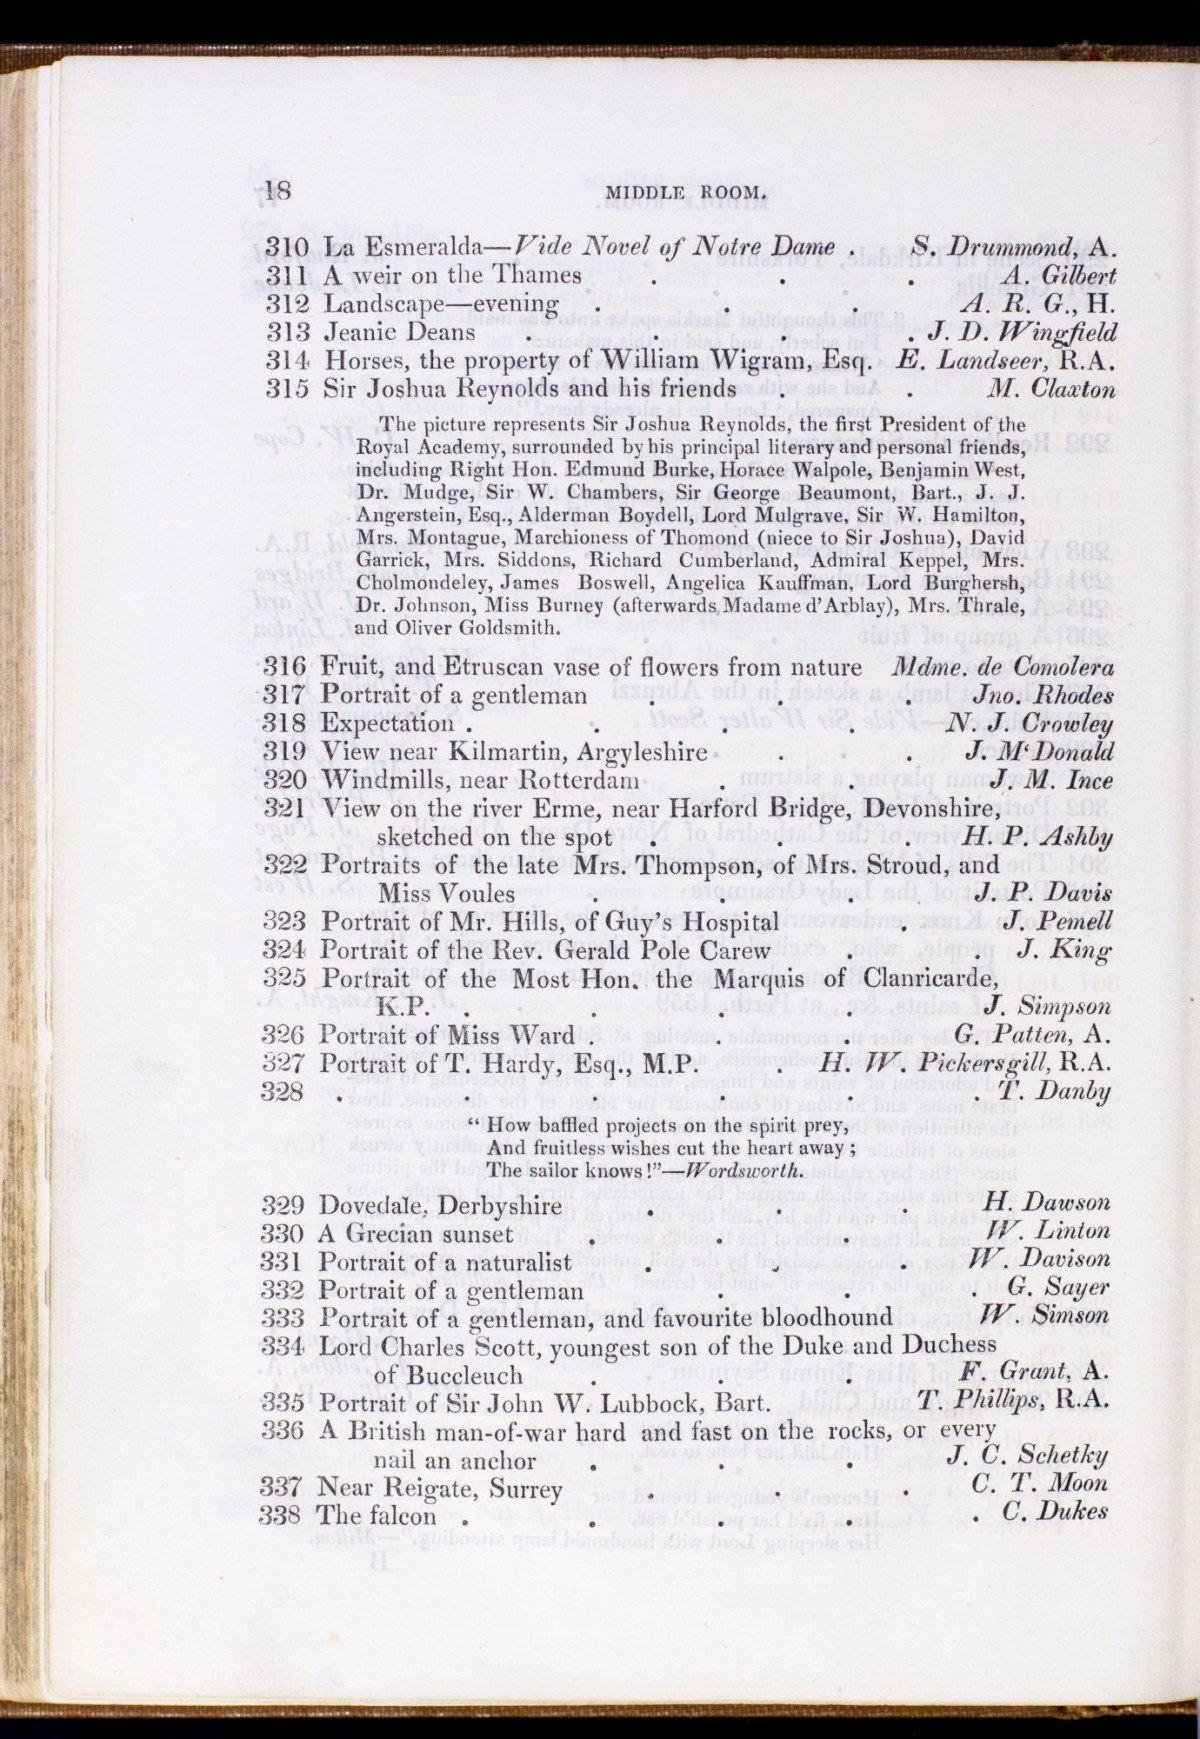 18
MIDDLE ROOM.
310 La Esmeralda—Vide Novel of Notre Dame . S. Drummond, A.
311 A weir on the Thames . . . A. Gilbert
312 Landscape—evening . . . A. R. G., H.
313 Jeanie Deans . . . . J. D. Wingfield
314 Horses, the property of William Wigram, Esq. E. Landseer, R.A.
315 Sir Joshua Reynolds and his friends . . M. Claxton
The picture represents Sir Joshua Reynolds, the first President of the
Royal Academy, surrounded by his principal literary and personal friends,
including Right Hon. Edmund Burke, Horace Walpole, Benjamin West,
Dr. Mudge, Sir W. Chambers, Sir George Beaumont, Bart., J. J.
Angerstein, Esq., Alderman Boydell, Lord Mulgrave, Sir W. Hamilton,
Mrs. Montague, Marchioness of Thomond (niece to Sir Joshua), David
Garrick, Mrs. Siddons, Richard Cumberland, Admiral Keppel, Mrs.
Cholmondeley, James Boswell, Angelica Kauffman, Lord Burghersh,
Dr. Johnson, Miss Burney (afterwards Madame d'Arblay), Mrs. Thrale,
and Oliver Goldsmith.
316 Fruit, and Etruscan vase of flowers from nature Mdme. de Comolera
317 Portrait of a gentleman . . . Jno. Rhodes
318 Expectation . . . . N. J. Crowley
319 View near Kilmartin, Argyleshire . . J. M‘Donald
320 Windmills, near Rotterdam . . J. M. Ince
321 View on the river Erme, near Harford Bridge, Devonshire,
sketched on the spot . . . H. P. Ashby
322 Portraits of the late Mrs. Thompson, of Mrs. Stroud, and
Miss Voules . . . J. P. Davis
323 Portrait of Mr. Hills, of Guy's Hospital . . J. Pemell
324 Portrait of the Rev. Gerald Pole Carew . . J. King
325 Portrait of the Most Hon. the Marquis of Clanricarde,
K.P. . . . . J. Simpson
326 Portrait of Miss Ward . . . G. Patten, A.
327 Portrait of T. Hardy, Esq., M.P. . H. W. Pickersgill, R.A.
328 . . . . . . T. Danby
“ How baffled projects on the spirit prey,
And fruitless wishes cut the heart away ;
The sailor knows !”—Wordsworth.
329 Dovedale, Derbyshire . . . H. Dawson
330 A Grecian sunset . . . W. Linton
331 Portrait of a naturalist . . . W. Davison
332 Portrait of a gentleman . . . G. Sayer
333 Portrait of a gentleman, and favourite bloodhound W. Simson
334 Lord Charles Scott, youngest son of the Duke and Duchess
of Buccleuch . . . F. Grant, A.
335 Portrait of Sir John W. Lubbock, Bart. T. Phillips, R.A.
336 A British man-of-war hard and fast on the rocks, or every
nail an anchor . . . J. C. Schetky
337 Near Reigate, Surrey . . . C. T. Moon
338 The falcon . . . . . C. Dukes